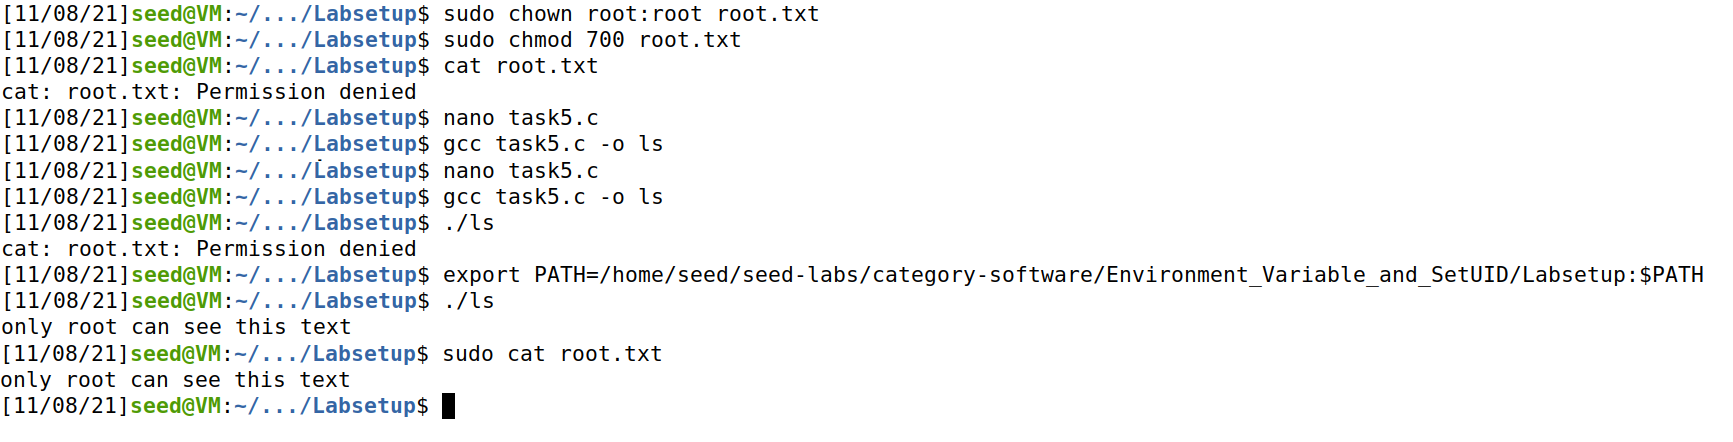 [11/08/21]seed@VM:~/.../Labsetup$ sudo chown root:root root.txt
[11/08/21]seed@VM:~/.../Labsetup$ sudo chmod 700 root.txt
[11/08/21]seed@VM:~/.../Labsetup$ cat root.txt
cat: root.txt: Permission denied
[11/08/21]seed@VM:~/.../Labsetup$ nano task5.c
[11/08/21]seed@VM:~/.../Labsetup$ gcc task5.c -o ls
[11/08/21]seed@VM:~/.../Labsetup$ nano task5.c
[11/08/21]seed@VM:~/.../Labsetup$ gcc task5.c -o ls
[11/08/21]seed@VM:~/.../Labsetup$ ./ls
cat: root.txt: Permission denied
[11/08/21]seed@VM:~/.../Labsetup$ export PATH=/home/seed/seed-labs/category-software/Environment_Variable_and_SetUID/Labsetup:$PATH
[11/08/21]seed@VM:~/.../Labsetup$ ./ls
only root can see this text
[11/08/21]seed@VM:~/.../Labsetup$ sudo cat root.txt
only root can see this text
[11/08/21]seed@VM:~/.../Labsetup$